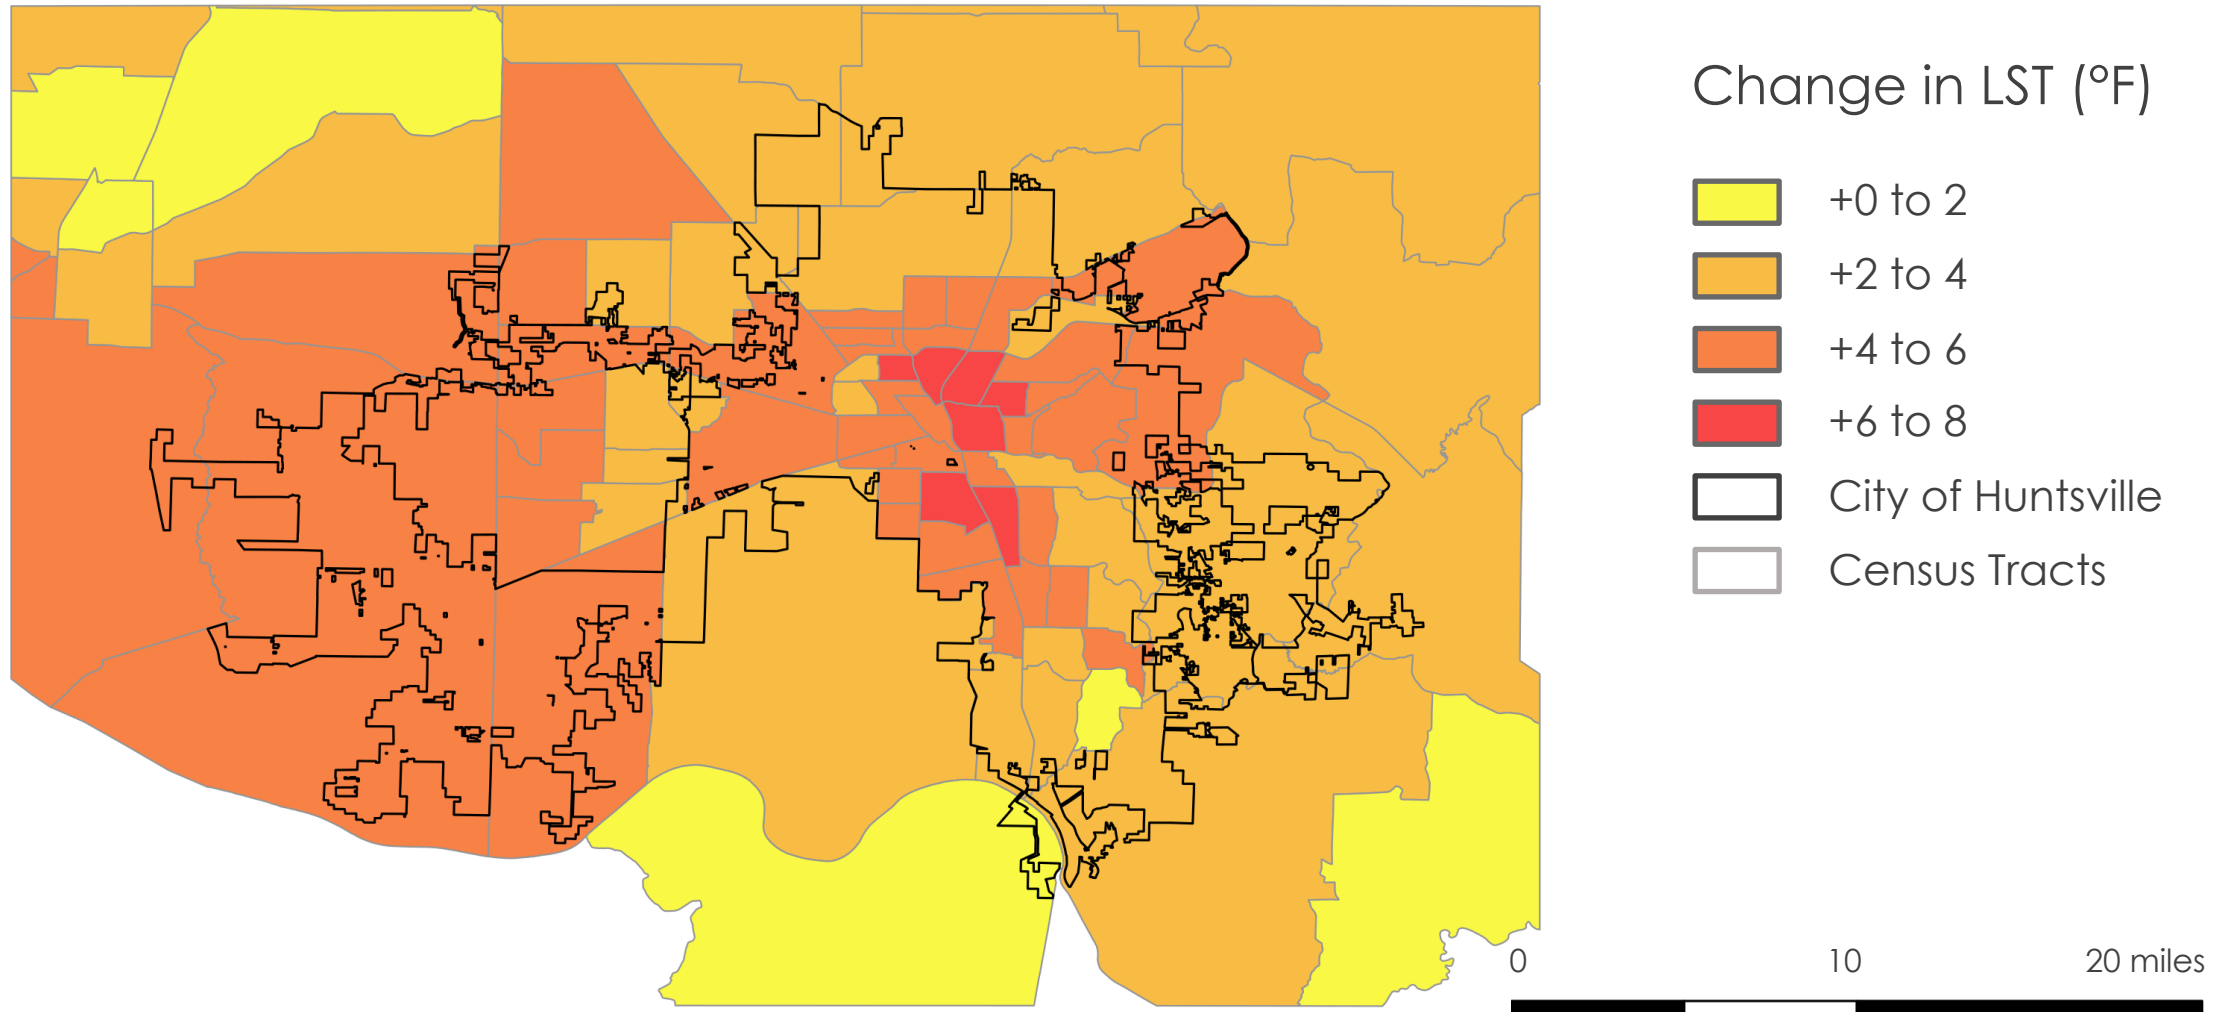 Change in LST (°F)
+0 to 2
+2 to 4
+4 to 6
+6 to 8
City of Huntsville
Census Tracts
0 10 20 miles